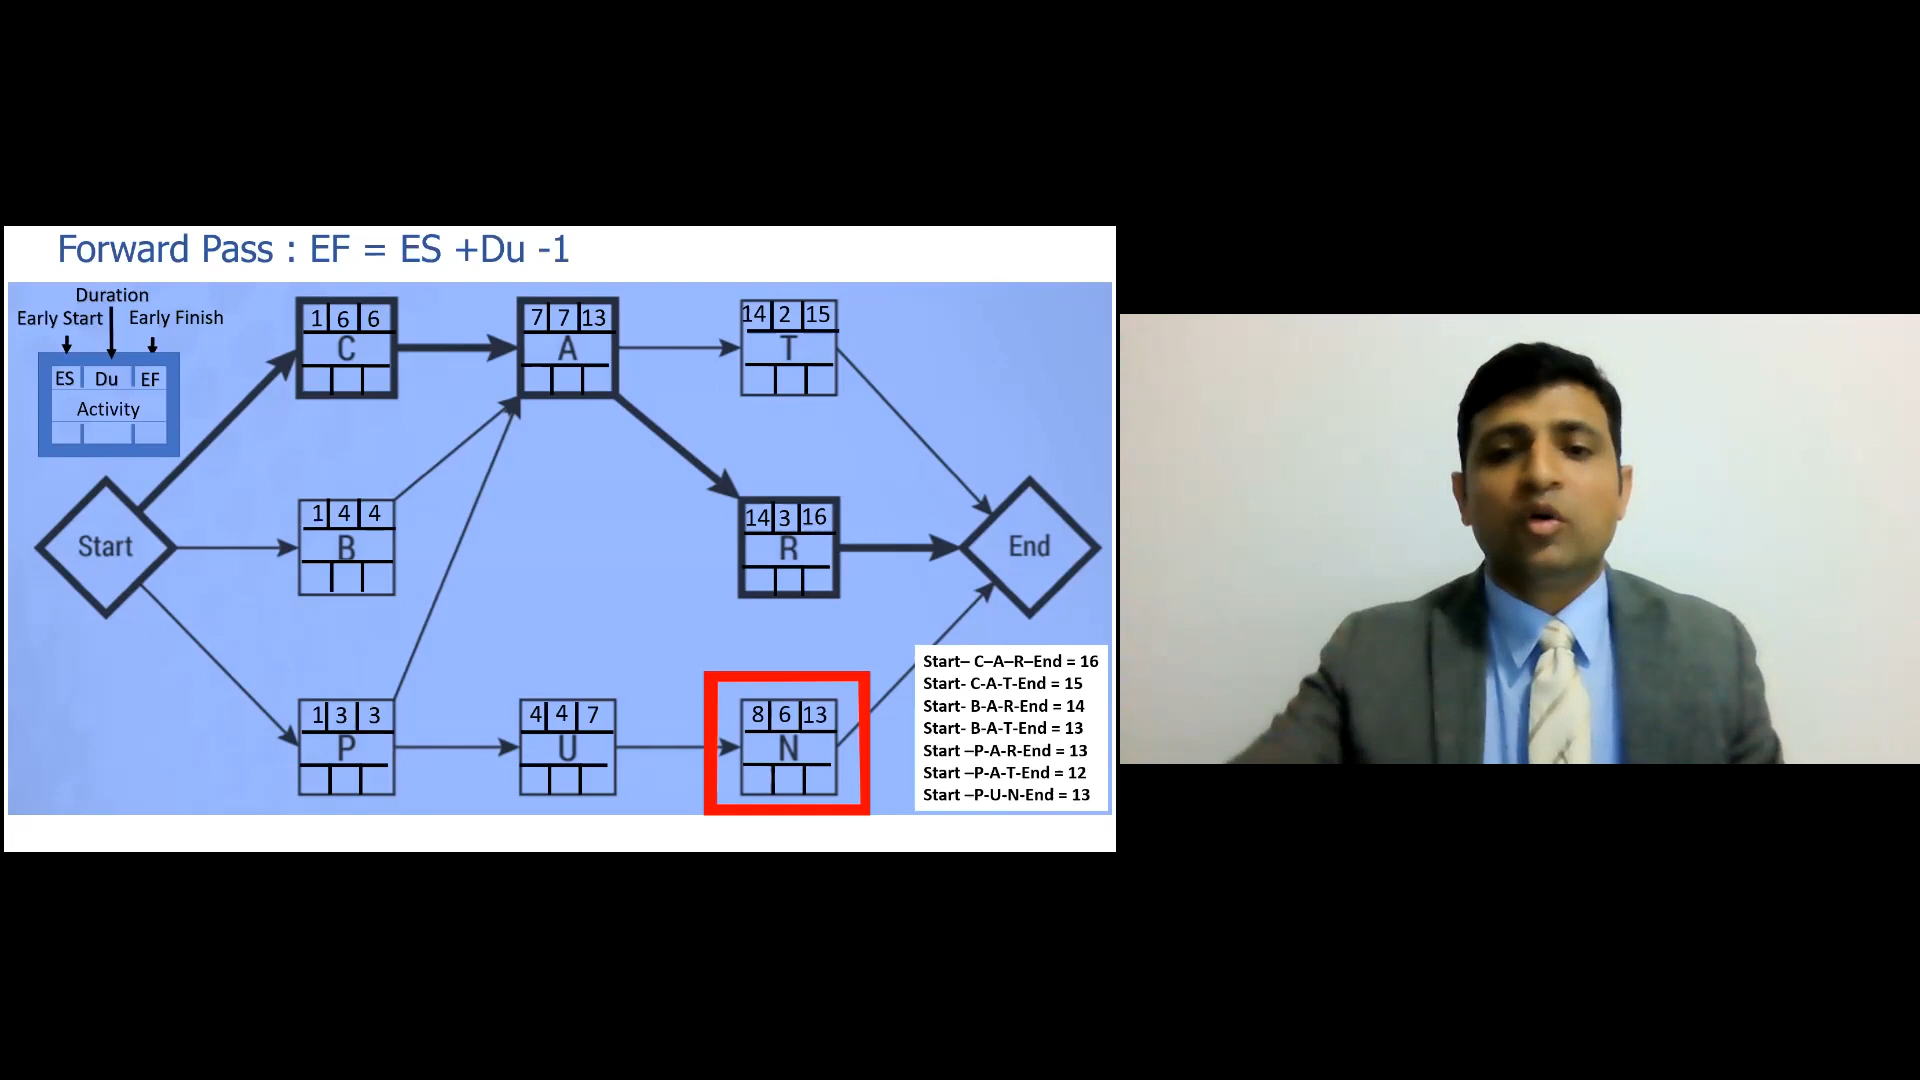 Forward Pass : EF = ES +Du -1
Duration
Early Start
Early Finish
ES Du EF
Activity
1 6 6
C
7 7 13
A
14 2 15
T
Start
1 4 4
B
14 3 16
R
End
1 3 3
P
4 4 7
U
8 6 13
N
Start– C–A–R–End = 16
Start- C-A-T-End = 15
Start- B-A-R-End = 14
Start- B-A-T-End = 13
Start –P-A-R-End = 13
Start –P-A-T-End = 12
Start –P-U-N-End = 13